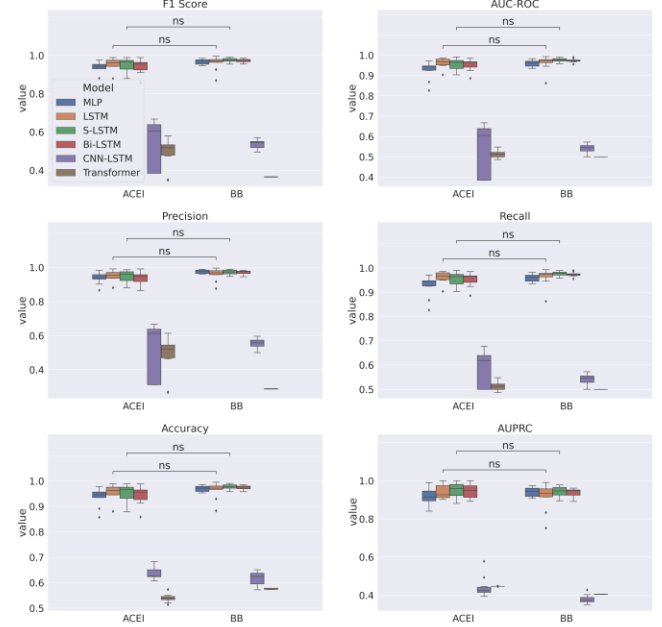 F1 Score
ns
ns
1.0
0.8
0.6
0.4
value
Model
MLP
LSTM
S-LSTM
Bi-LSTM
CNN-LSTM
Transformer
ACEI
BB
AUC-ROC
ns
ns
1.0
0.9
0.8
0.7
0.6
0.5
0.4
value
ACEI
BB
Precision
ns
ns
1.0
0.8
0.6
0.4
value
ACEI
BB
Recall
ns
ns
1.0
0.9
0.8
0.7
0.6
0.5
value
ACEI
BB
Accuracy
ns
ns
1.0
0.9
0.8
0.7
0.6
0.5
value
ACEI
BB
AUPRC
ns
ns
1.0
0.8
0.6
0.4
value
ACEI
BB